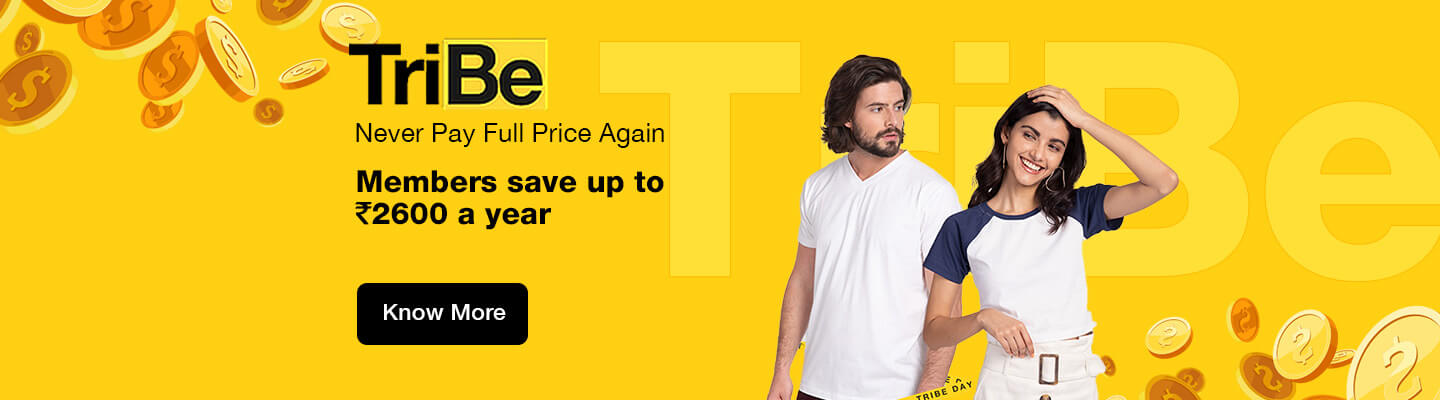 TriBe
Never Pay Full Price Again
Members save up to
₹2600 a year
Know More
TriBe
TRIBE DAY